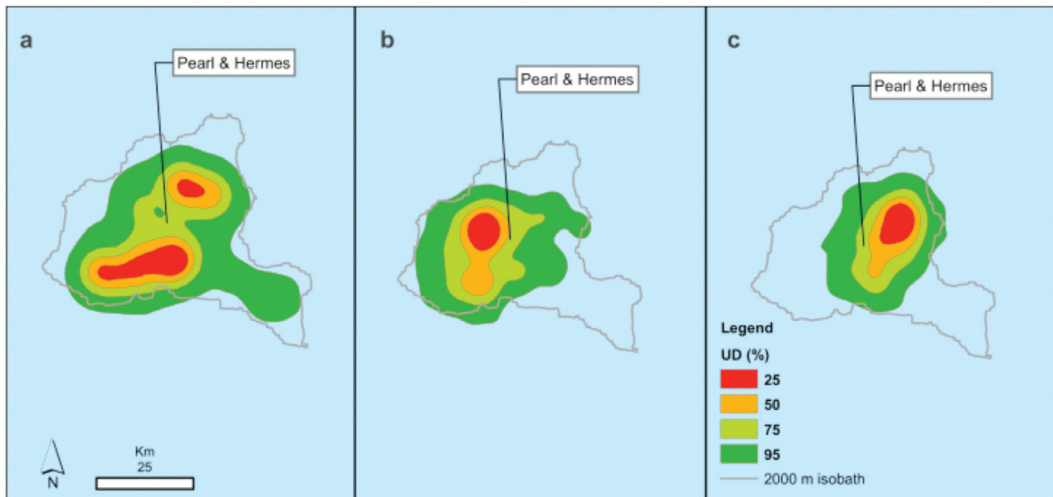 a
Pearl & Hermes
b
Pearl & Hermes
c
Pearl & Hermes
Legend
UD (%)
25
50
75
95
2000 m isobath
Km
25
N